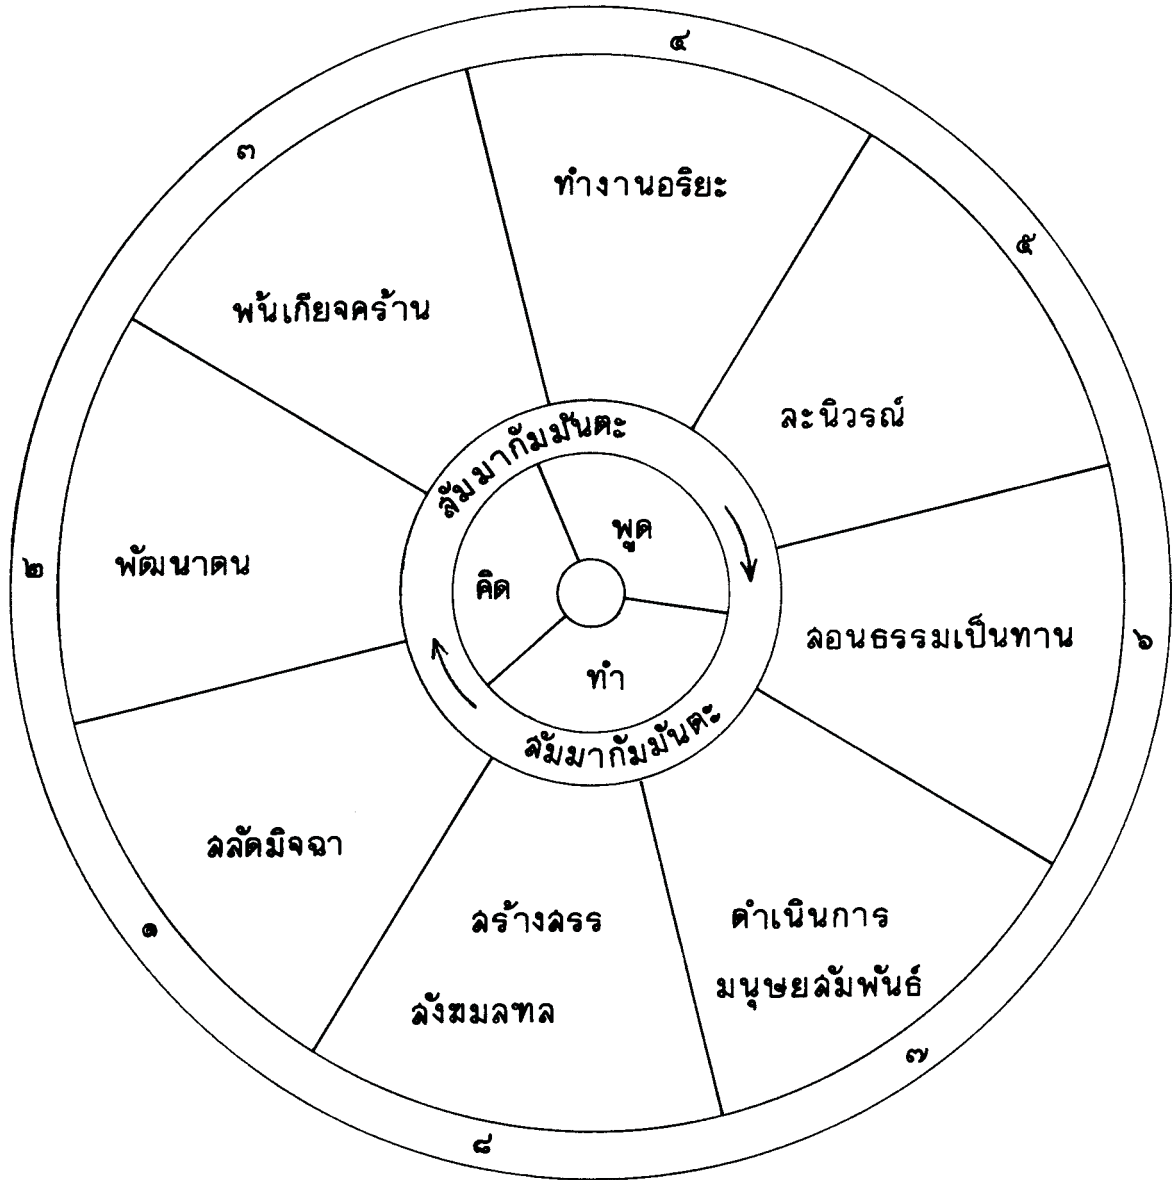 ๑
สลัดมิจฉา
๒
พัฒนาตน
๓
พ้นเกียจคร้าน
๔
ทำงานอริยะ
๕
ละนิวรณ์
๖
สอนธรรมเป็นทาน
๗
ดำเนินการ
มนุษยสัมพันธ์
๘
สร้างสรร
สังฆมลฑล
สัมมากัมมันตะ
สัมมากัมมันตะ
คิด
พูด
ทำ